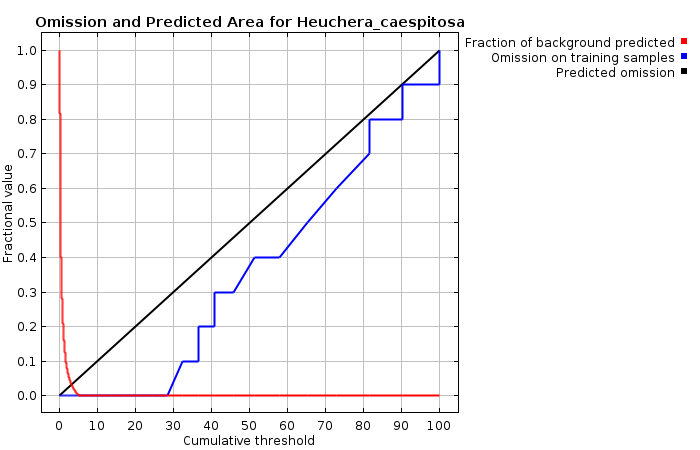 Omission and Predicted Area for Heuchera_caespitosa
Fraction of background predicted
Omission on training samples
Predicted omission
Fractional value
1.0
0.9
0.8
0.7
0.6
0.5
0.4
0.3
0.2
0.1
0.0
0 10 20 30 40 50 60 70 80 90 100
Cumulative threshold